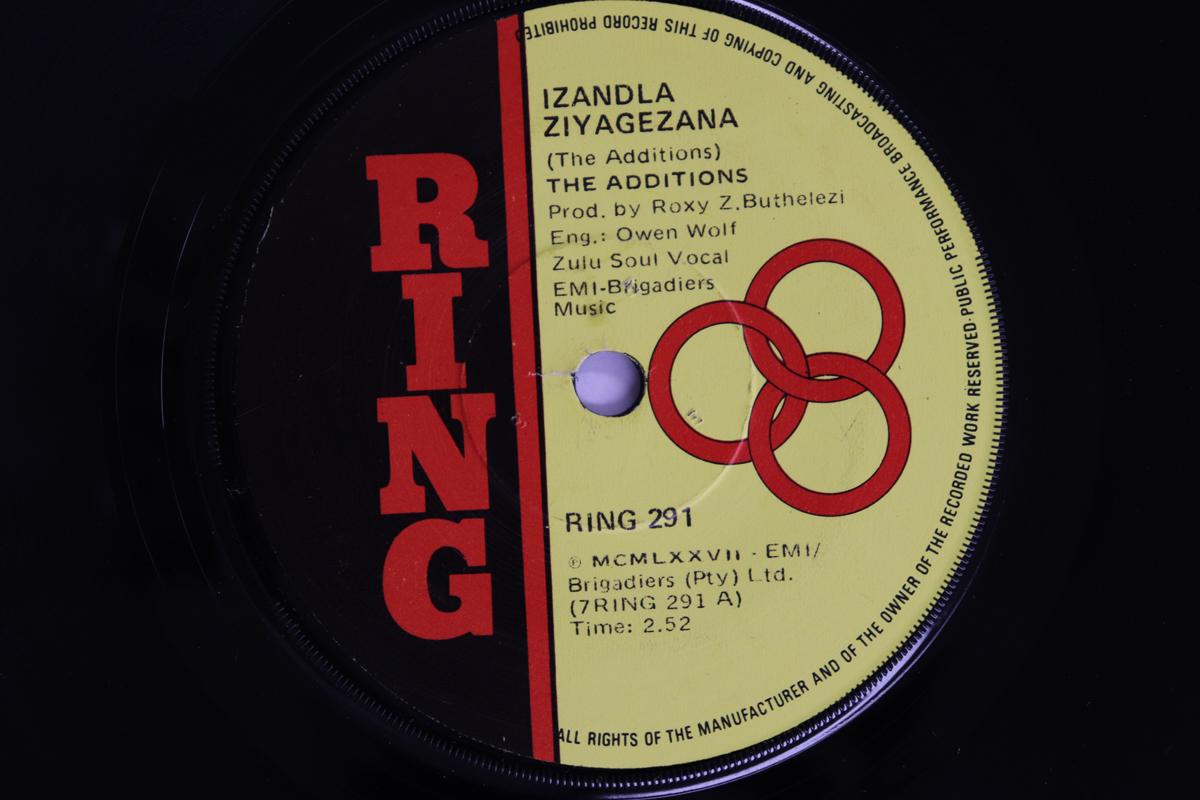 RING
IZANDLA
ZIYAGEZANA
(The Additions)
THE ADDITIONS
Prod. by Roxy Z.Buthelezi
Eng.: Owen Wolf
Zulu Soul Vocal
EMI-Brigadiers
Music
RING 291
℗ MCMLXXVII · EMI/
Brigadiers (Pty) Ltd.
(7RING 291 A)
Time: 2.52
ALL RIGHTS OF THE MANUFACTURER AND OF THE OWNER OF THE RECORDED WORK RESERVED·PUBLIC PERFORMANCE BROADCASTING AND COPYING OF THIS RECORD PROHIBITED